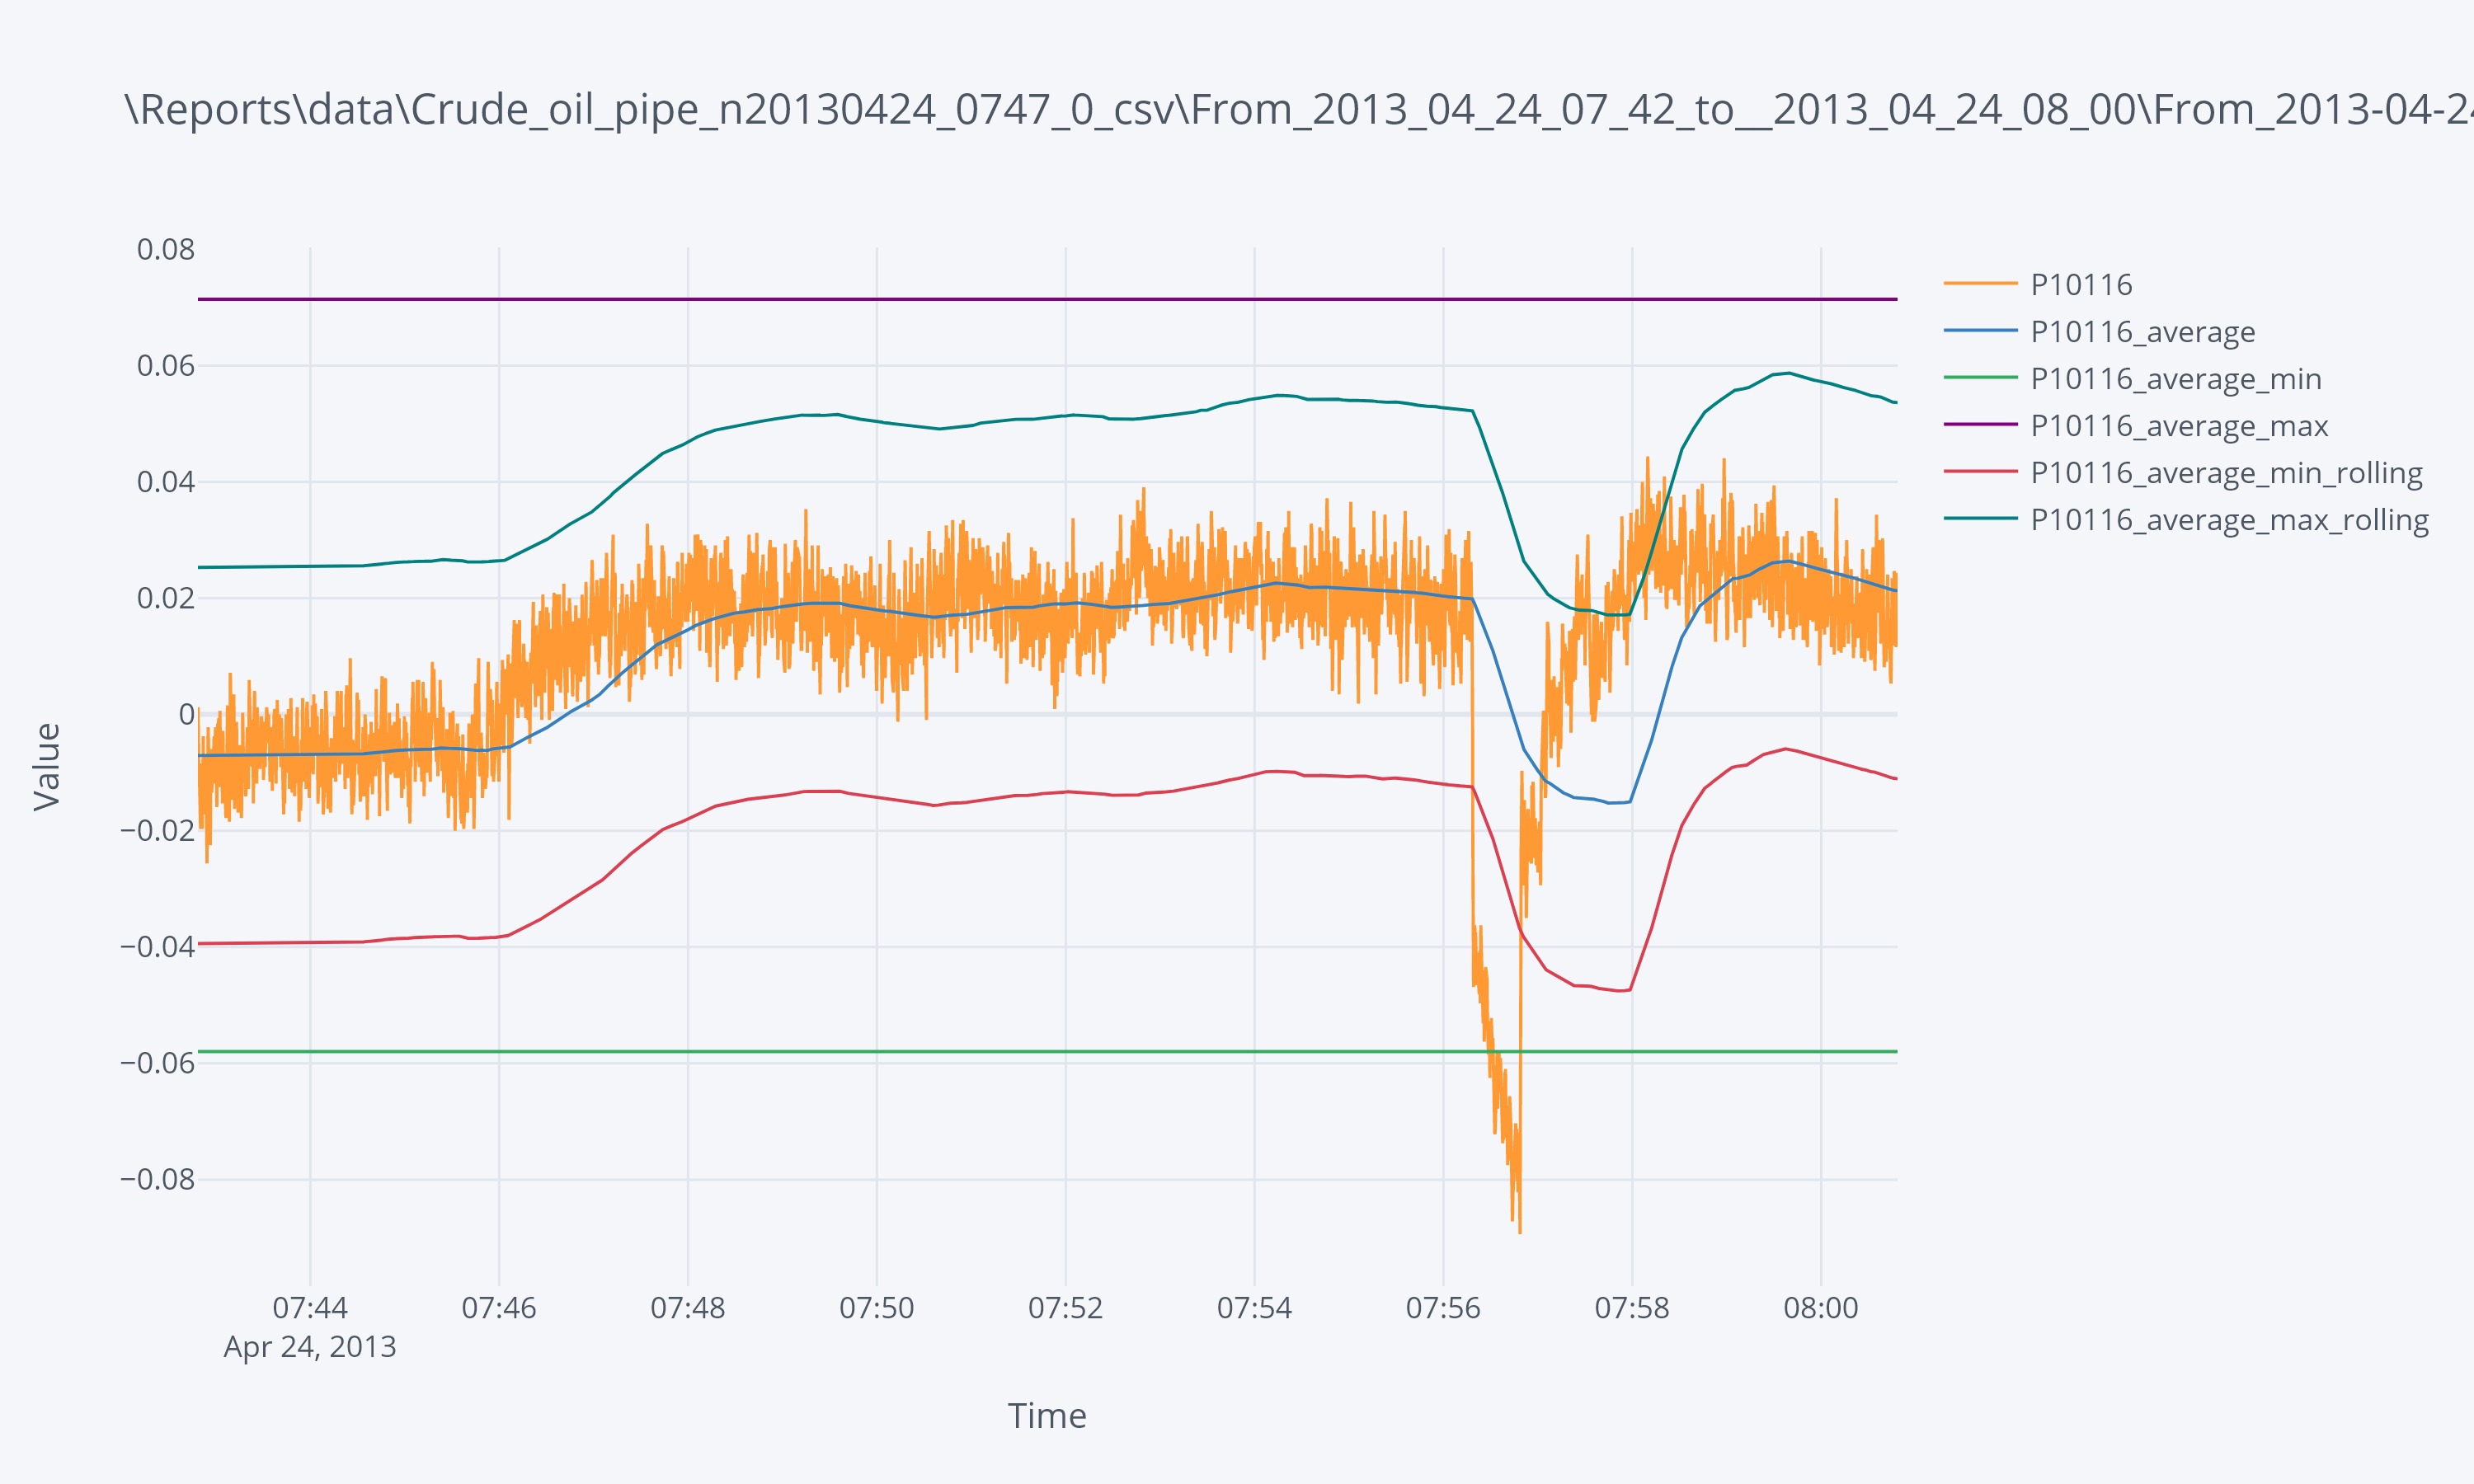 \Reports\data\Crude_oil_pipe_n20130424_0747_0_csv\From_2013_04_24_07_42_to__2013_04_24_08_00\From_2013-04-24
0.08
0.06
0.04
0.02
0
−0.02
−0.04
−0.06
−0.08
Value
07:44
Apr 24, 2013
07:46
07:48
07:50
07:52
07:54
07:56
07:58
08:00
Time
P10116
P10116_average
P10116_average_min
P10116_average_max
P10116_average_min_rolling
P10116_average_max_rolling